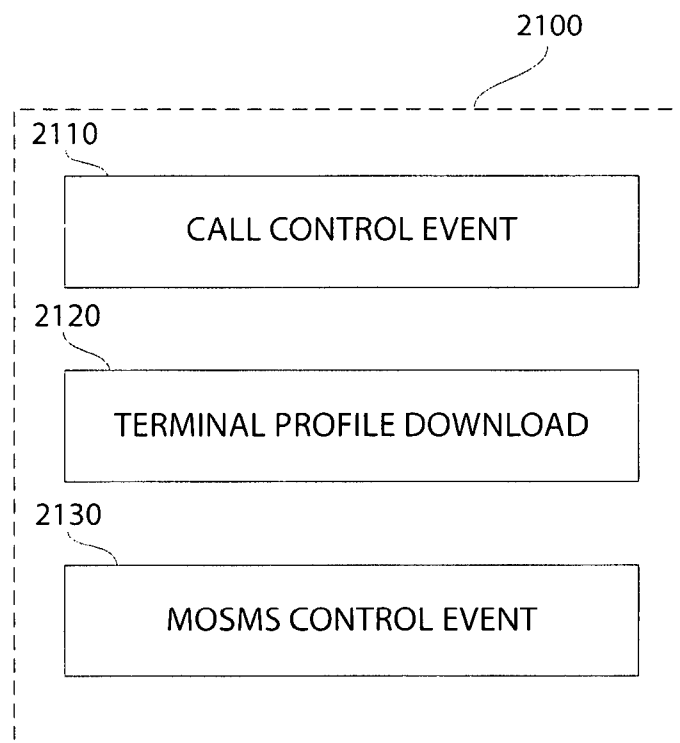 2100
2110
CALL CONTROL EVENT
2120
TERMINAL PROFILE DOWNLOAD
2130
MOSMS CONTROL EVENT